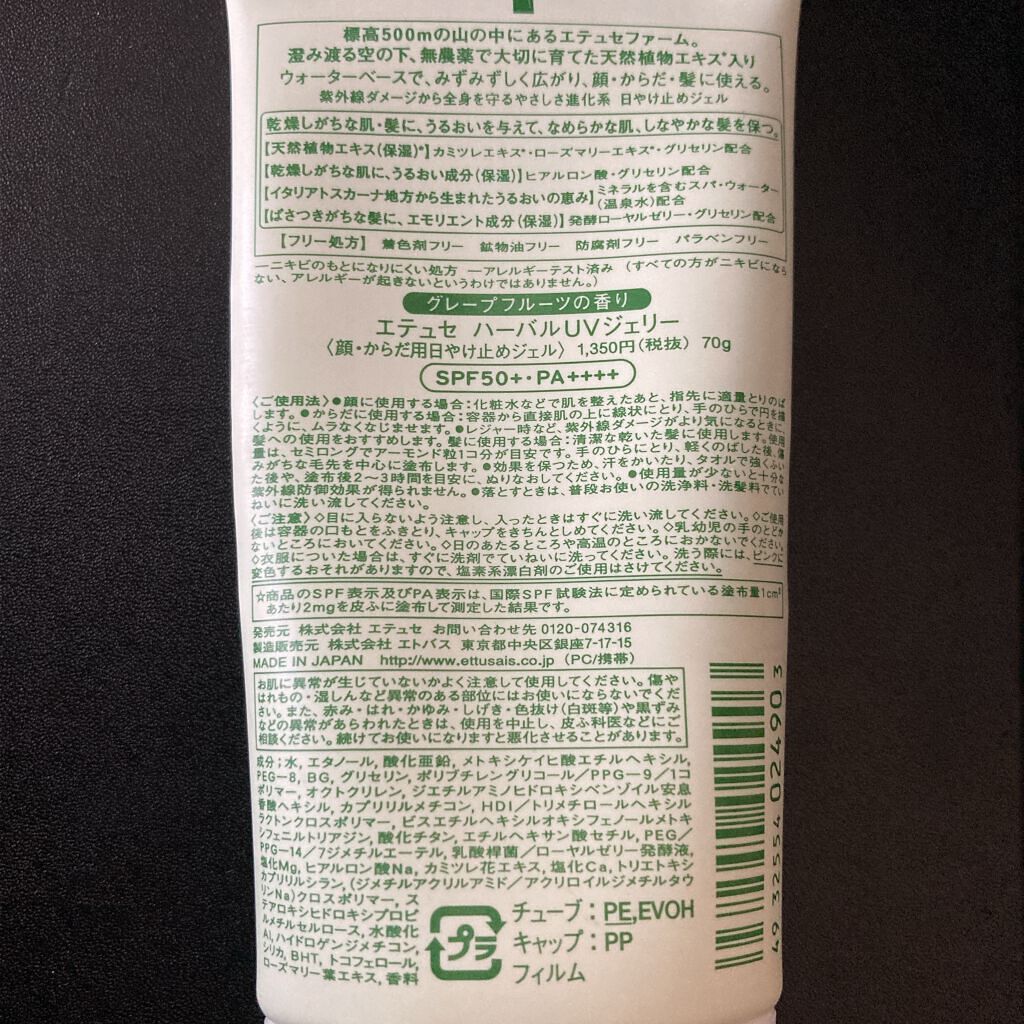 標高500mの山の中にあるエテュセファーム。
澄み渡る空の下、無農薬で大切に育てた天然植物エキス*入り
ウォーターベースで、みずみずしく広がり、顔・からだ・髪に使える。
紫外線ダメージから全身を守るやさしさ進化系 日やけ止めジェル
乾燥しがちな肌・髪に、うるおいを与えて、なめらかな肌、しなやかな髪を保つ。
【天然植物エキス(保湿)*】カミツレエキス*・ローズマリーエキス*・グリセリン配合
【乾燥しがちな肌に、うるおい成分(保湿)】ヒアルロン酸・グリセリン配合
【イタリアトスカーナ地方から生まれたうるおいの恵み】ミネラルを含むスパ・ウォーター(温泉水)配合
【ぱさつきがちな髪に、エモリエント成分(保湿)】発酵ローヤルゼリー・グリセリン配合
【フリー処方】 着色剤フリー 鉱物油フリー 防腐剤フリー パラベンフリー
―ニキビのもとになりにくい処方 ―アレルギーテスト済み (すべての方がニキビになら
ない、アレルギーが起きないというわけではありません。)
グレープフルーツの香り
エテュセ ハーバルUVジェリー
〈顔・からだ用日やけ止めジェル〉 1,350円(税抜) 70g
SPF50+・PA++++
〈ご使用法〉●顔に使用する場合:化粧水などで肌を整えたあと、指先に適量とりのば
します。●からだに使用する場合:容器から直接肌の上に線状にとり、手のひらで円を描
くように、ムラなくなじませます。●レジャー時など、紫外線ダメージがより気になるときに、
髪への使用をおすすめします。髪に使用する場合:清潔な乾いた髪に使用します。使用
量は、セミロングでアーモンド粒1コ分が目安です。手のひらにとり、軽くのばした後、傷
みがちな毛先を中心に塗布します。●効果を保つため、汗をかいたり、タオルで強くふい
た後や、塗布後2～3時間を目安に、ぬりなおしてください。●使用量が少ないと十分な
紫外線防御効果が得られません。●落とすときは、普段お使いの洗浄料・洗髪料でてい
ねいに洗い流してください。
〈ご注意〉◇目に入らないよう注意し、入ったときはすぐに洗い流してください。◇ご使用
後は容器の口もとをふきとり、キャップをきちんとしめてください。◇乳幼児の手のとどか
ないところにおいてください。◇日のあたるところや高温のところにおかないでください。
◇衣服についた場合は、すぐに洗剤でていねいに洗ってください。洗う際には、ピンクに
変色するおそれがありますので、塩素系漂白剤のご使用はさけてください。
☆商品のSPF表示及びPA表示は、国際SPF試験法に定められている塗布量1cm²
あたり2mgを皮ふに塗布して測定した結果です。
発売元 株式会社 エテュセ お問い合わせ先 0120-074316
製造販売元 株式会社 エトバス 東京都中央区銀座7-17-15
MADE IN JAPAN http://www.ettusais.co.jp (PC/携帯)
お肌に異常が生じていないかよく注意して使用してください。傷や
はれもの・湿しんなど異常のある部位にはお使いにならないでくだ
さい。また、赤み・はれ・かゆみ・しげき・色抜け(白斑等)や黒ずみ
などの異常があらわれたときは、使用を中止し、皮ふ科医などにご
相談ください。続けてお使いになりますと悪化させることがあります。
成分:水, エタノール, 酸化亜鉛, メトキシケイヒ酸エチルヘキシル,
PEG-8, BG, グリセリン, ポリブチレングリコール/PPG-9/1コ
ポリマー, オクトクリレン, ジエチルアミノヒドロキシベンゾイル安息
香酸ヘキシル, カプリリルメチコン, HDI/トリメチロールヘキシル
ラクトンクロスポリマー, ビスエチルヘキシルオキシフェノールメトキ
シフェニルトリアジン, 酸化チタン, エチルヘキサン酸セチル, PEG/
PPG-14/7ジメチルエーテル, 乳酸桿菌/ローヤルゼリー発酵液,
塩化Mg, ヒアルロン酸Na, カミツレ花エキス, 塩化Ca, トリエトキシ
カプリリルシラン, (ジメチルアクリルアミド/アクリロイルジメチルタウ
リンNa)クロスポリマー, ス
テアロキシヒドロキシプロピ
ルメチルセルロース, 水酸化
Al, ハイドロゲンジメチコン,
シリカ, BHT, トコフェロール,
ローズマリー葉エキス, 香料
プラ
チューブ:PE,EVOH
キャップ:PP
フィルム
49 32554 02490 3